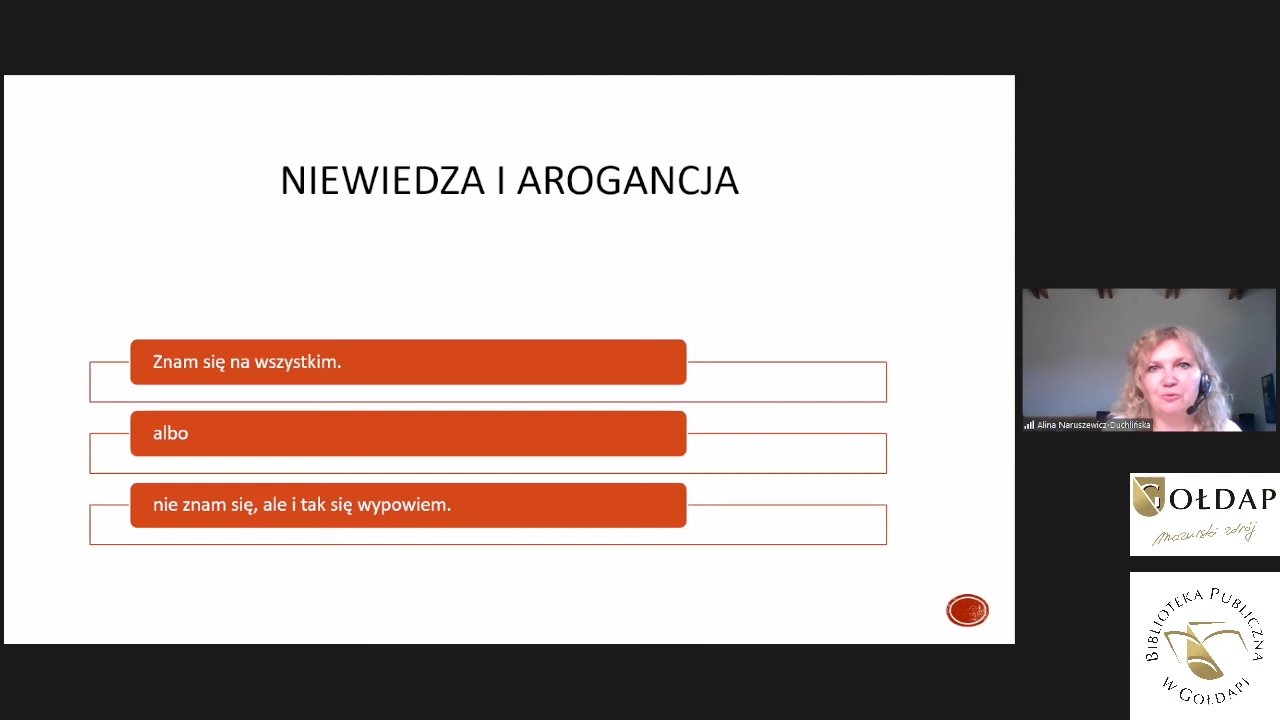 NIEWIEDZA I AROGANCJA
Znam się na wszystkim.
albo
nie znam się, ale i tak się wypowiem.
Alina Naruszewicz-Duchlińska
GOŁDAP
mazurski zdrój
BIBLIOTEKA PUBLICZNA
W GOŁDAPI